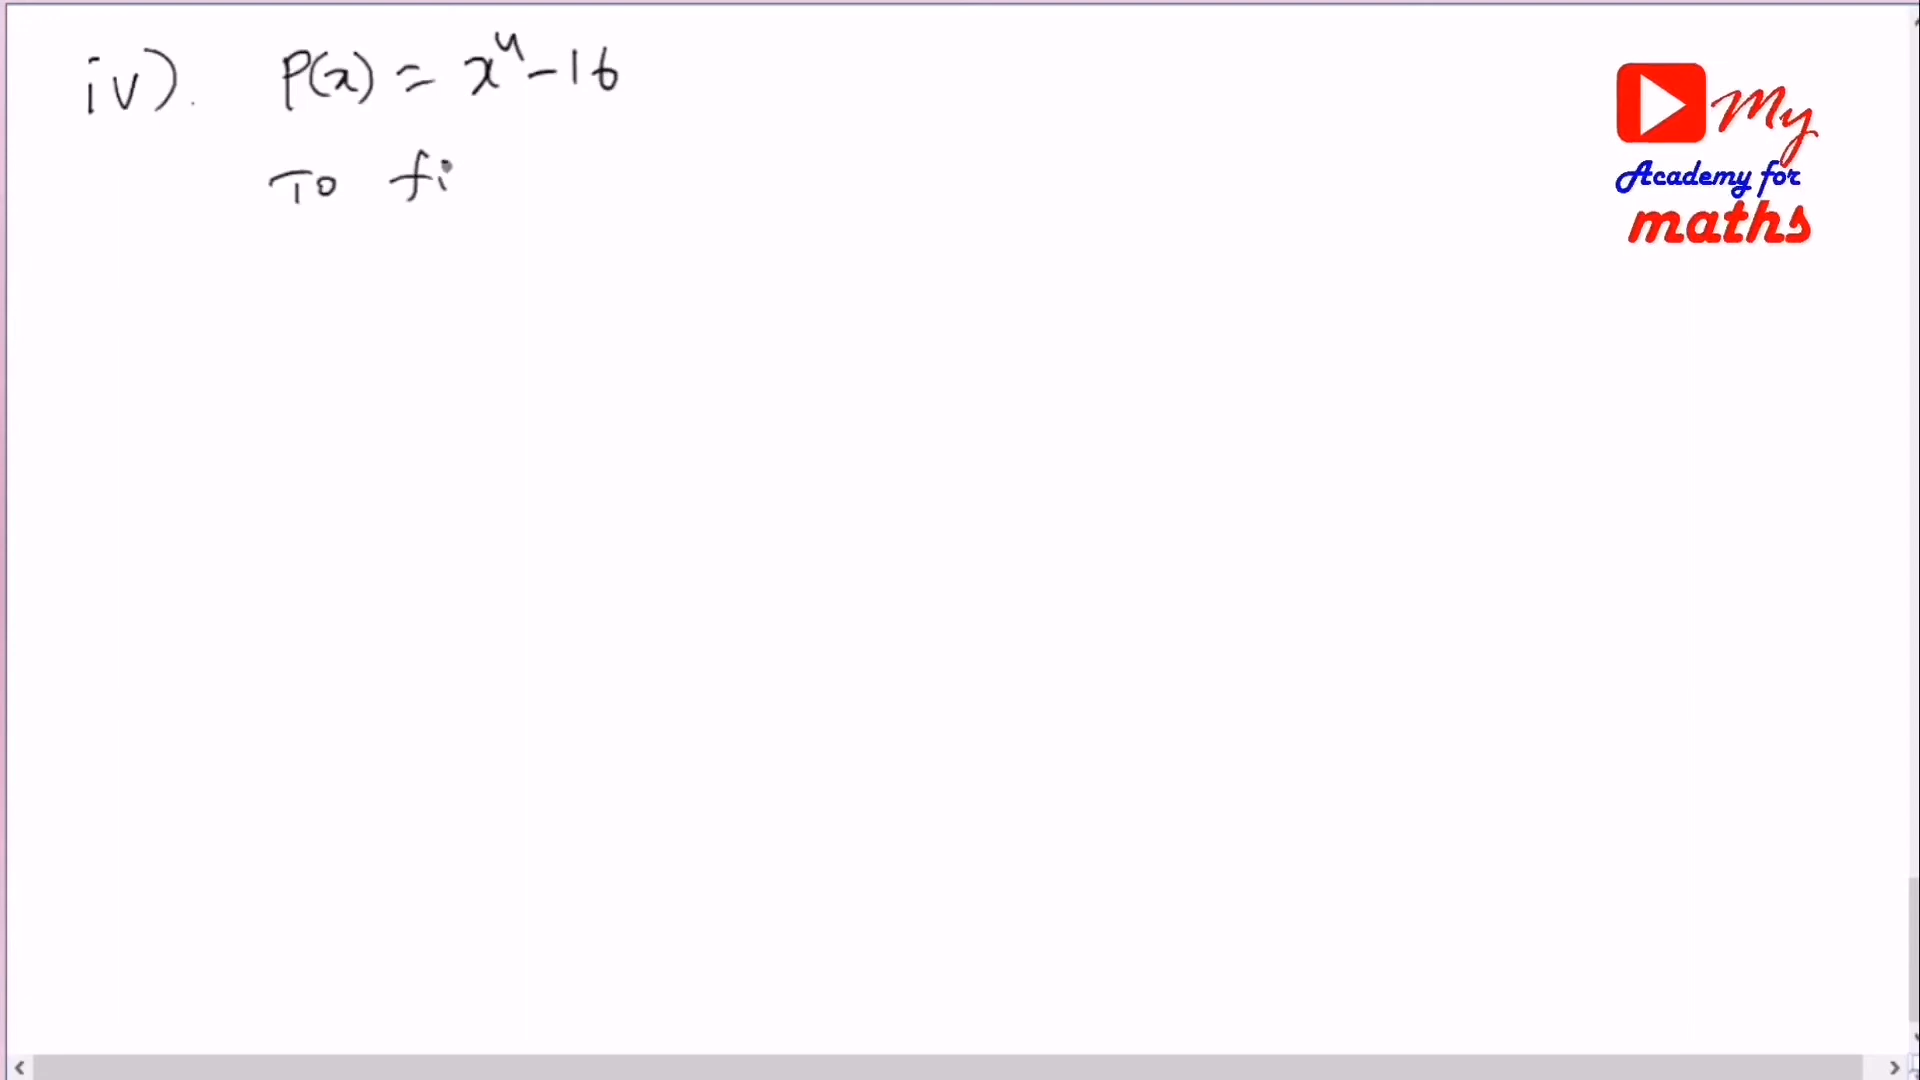 iv). P(x) = x⁴-16
To fi
My
Academy for
maths